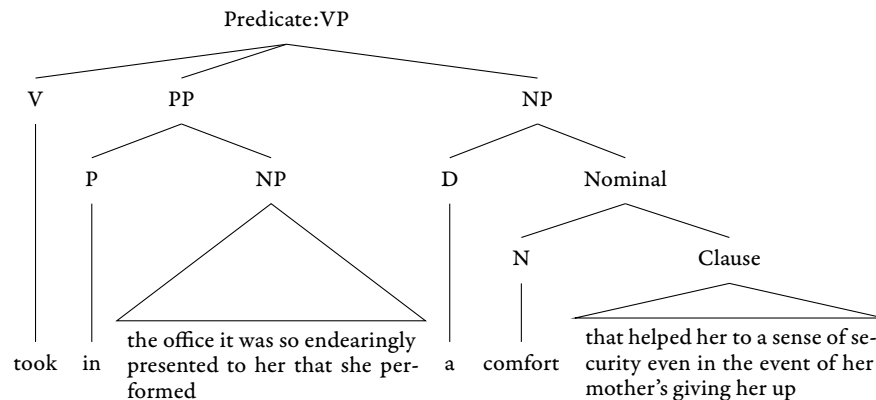 Predicate:VP
V PP NP
P NP D Nominal
N Clause
took in the office it was so endearingly
presented to her that she per-
formed a comfort that helped her to a sense of se-
curity even in the event of her
mother's giving her up